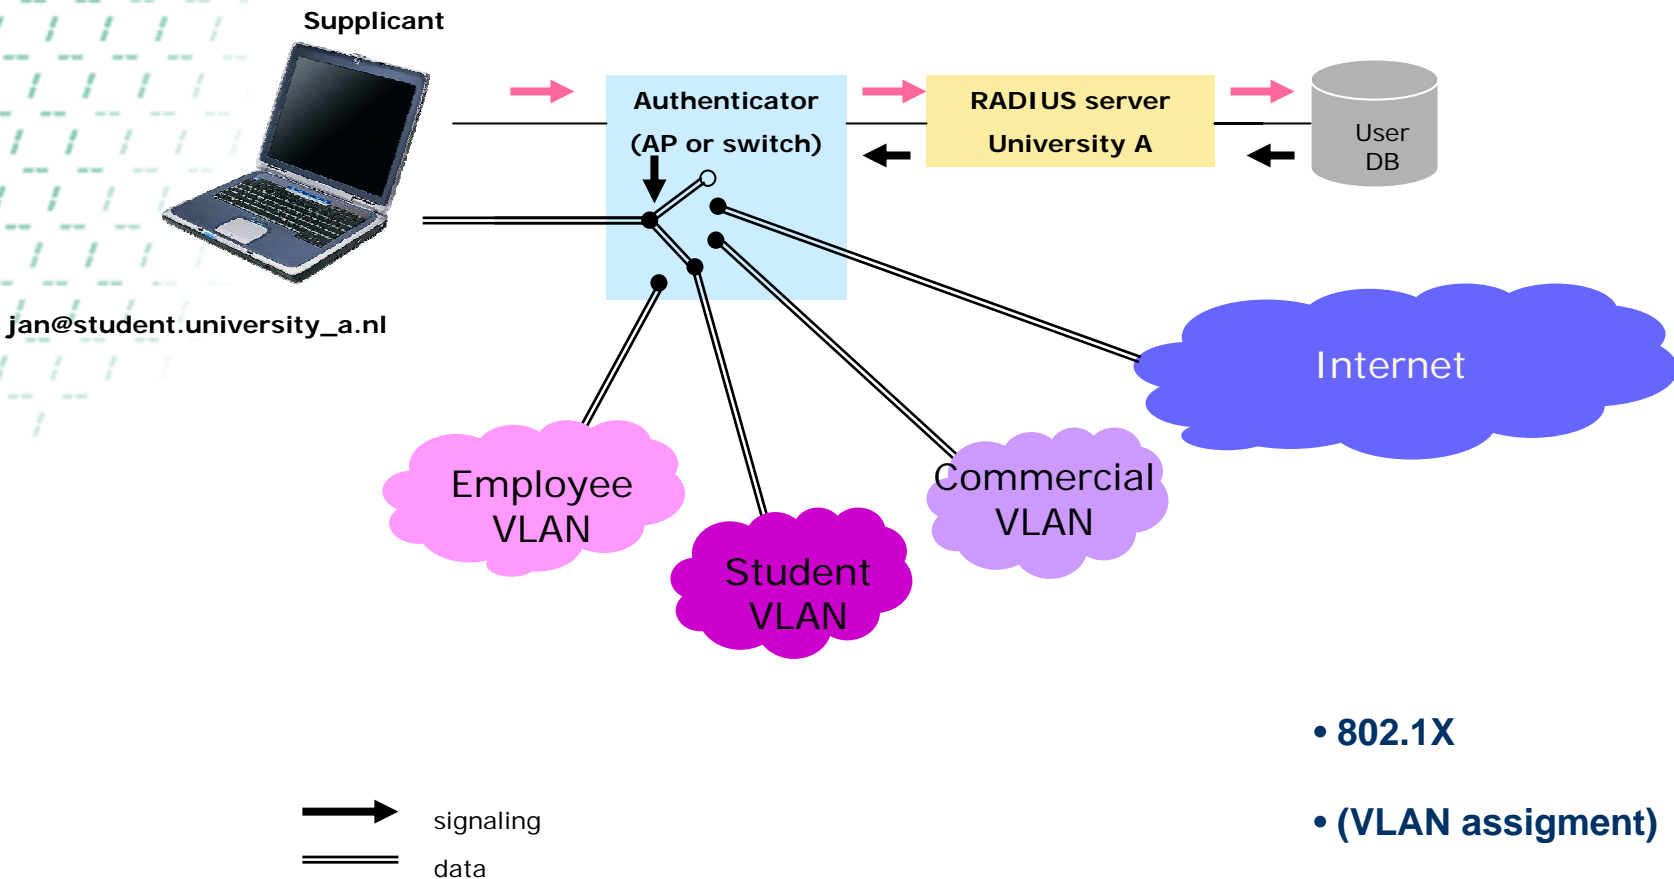 Supplicant
Authenticator
(AP or switch)
RADIUS server
University A
User
DB
jan@student.university_a.nl
Internet
Employee
VLAN
Student
VLAN
Commercial
VLAN
• 802.1X
• (VLAN assigment)
signaling
data